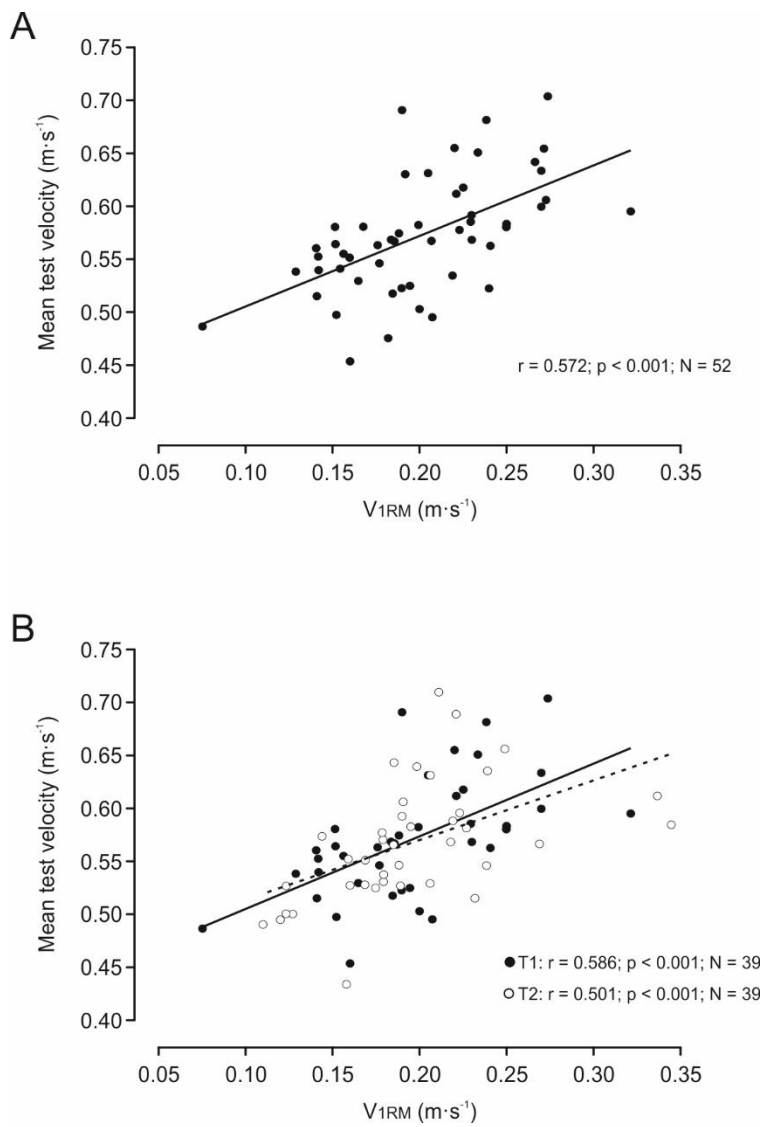 A
0.75
0.70
0.65
0.60
0.55
0.50
0.45
0.40
Mean test velocity (m·s⁻¹)
r = 0.572; p < 0.001; N = 52
0.05 0.10 0.15 0.20 0.25 0.30 0.35
V1RM (m·s⁻¹)
B
0.75
0.70
0.65
0.60
0.55
0.50
0.45
0.40
Mean test velocity (m·s⁻¹)
T1: r = 0.586; p < 0.001; N = 39
T2: r = 0.501; p < 0.001; N = 39
0.05 0.10 0.15 0.20 0.25 0.30 0.35
V1RM (m·s⁻¹)